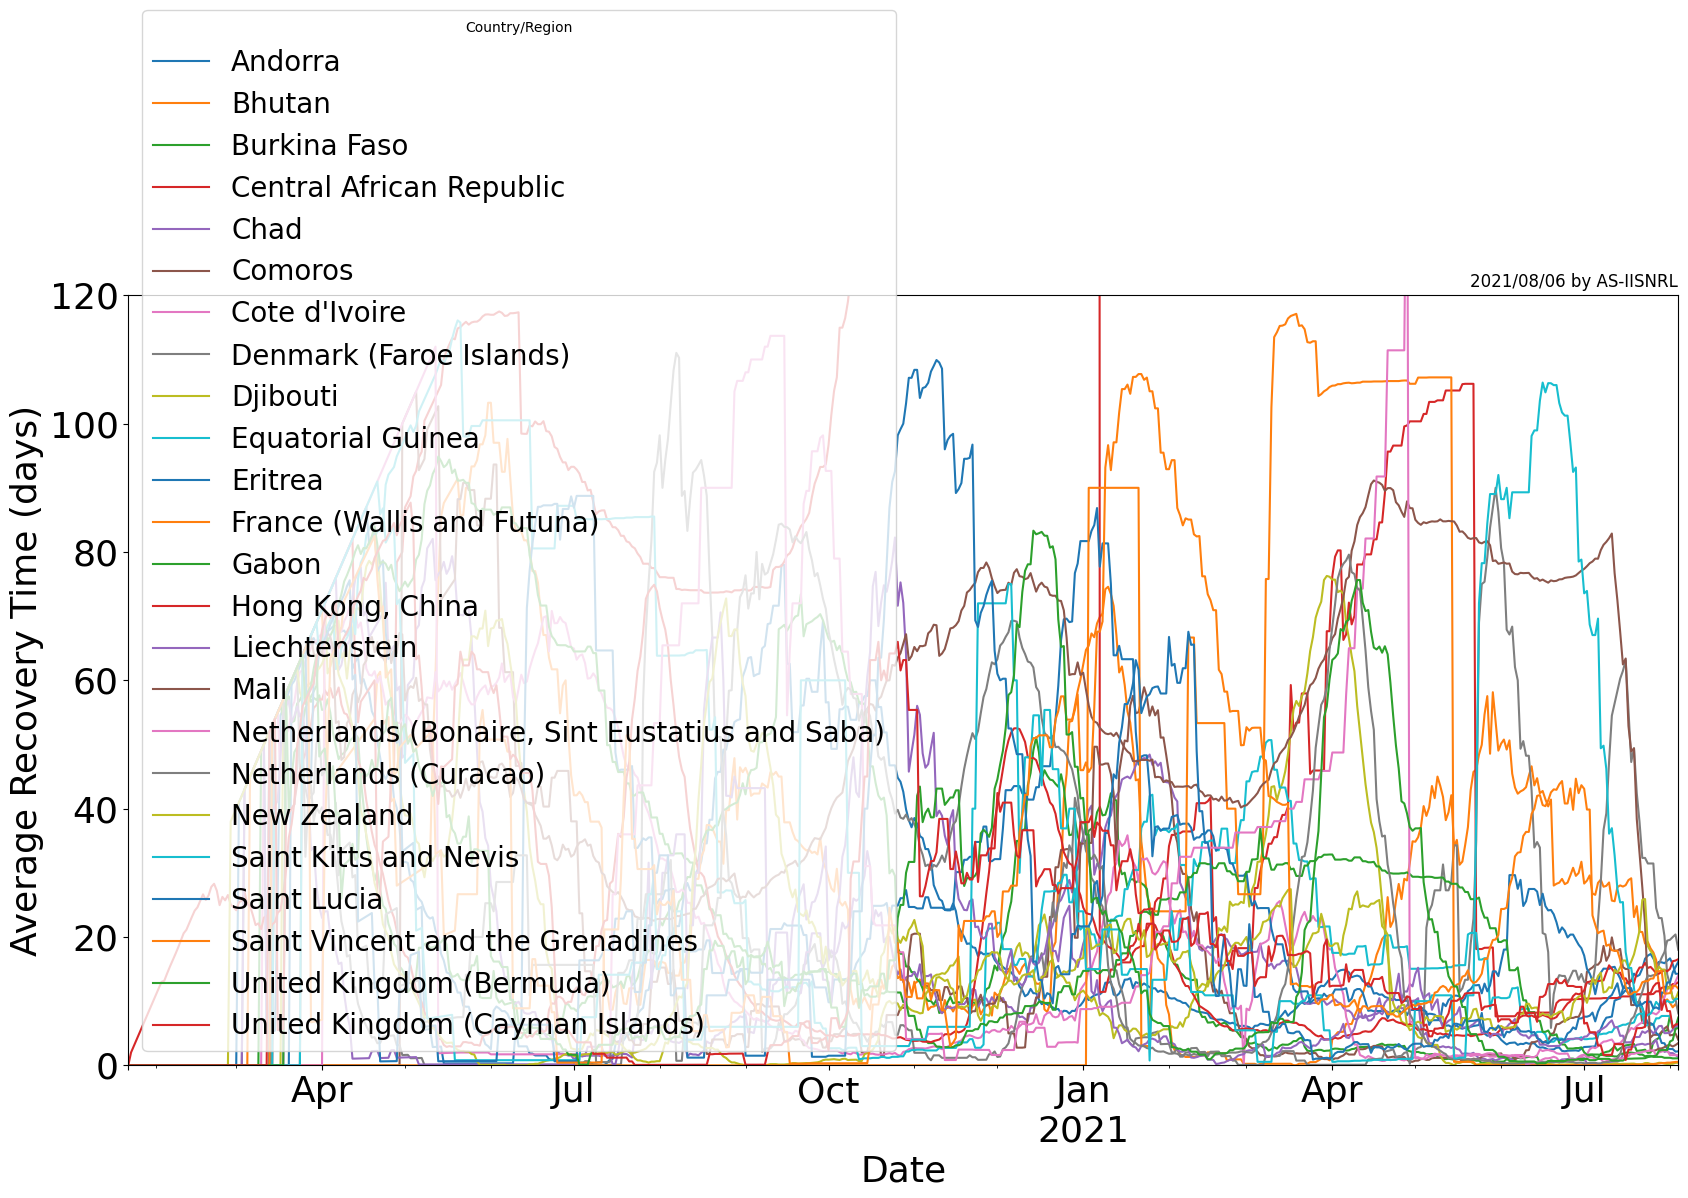 Country/Region
Andorra
Bhutan
Burkina Faso
Central African Republic
Chad
Comoros
Cote d'Ivoire
Denmark (Faroe Islands)
Djibouti
Equatorial Guinea
Eritrea
France (Wallis and Futuna)
Gabon
Hong Kong, China
Liechtenstein
Mali
Netherlands (Bonaire, Sint Eustatius and Saba)
Netherlands (Curacao)
New Zealand
Saint Kitts and Nevis
Saint Lucia
Saint Vincent and the Grenadines
United Kingdom (Bermuda)
United Kingdom (Cayman Islands)
2021/08/06 by AS-IISNRL
Average Recovery Time (days)
120
100
80
60
40
20
0
Apr Jul Oct Jan Apr Jul
2021
Date